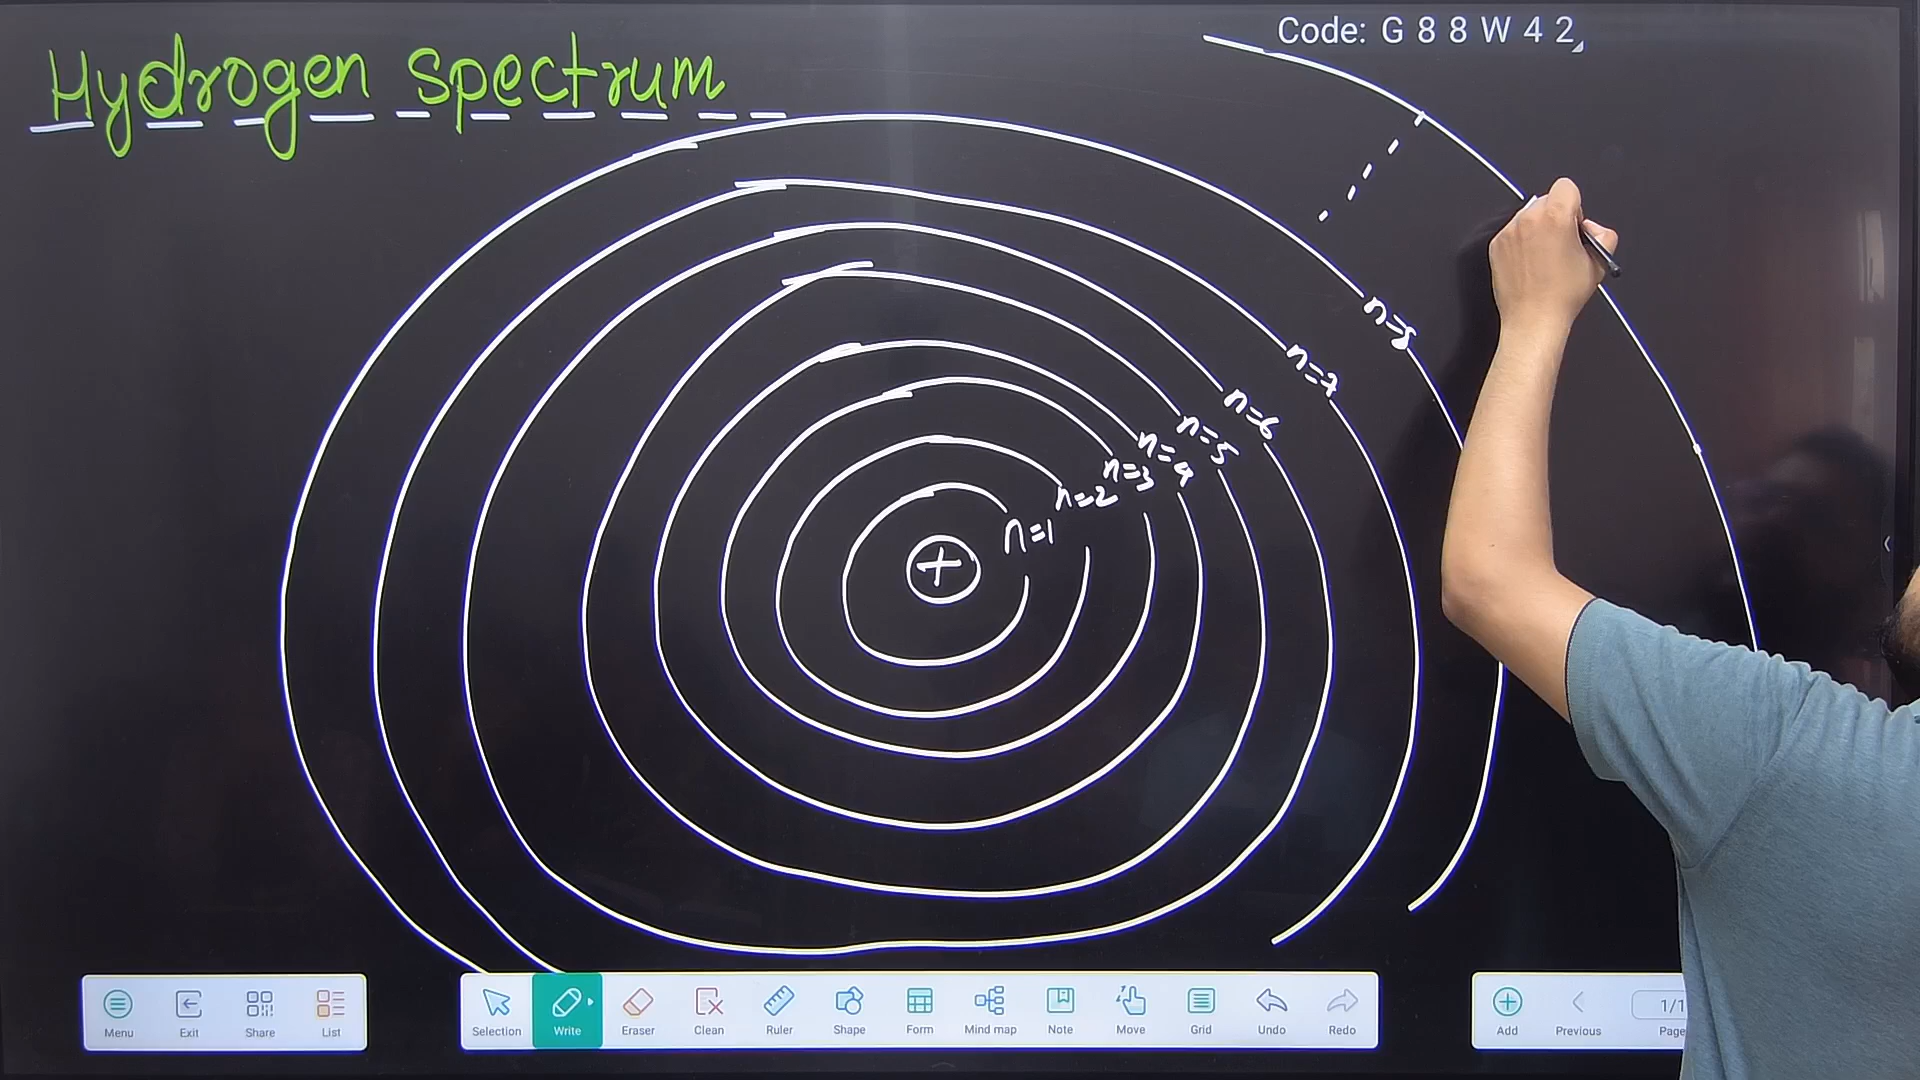 Code: G 8 8 W 4 2
Hydrogen spectrum
n=8
n=7
n=6
n=5
n=4
n=3
n=2
n=1
+
Menu Exit Share List
Selection Write Eraser Clean Ruler Shape Form Mind map Note Move Grid Undo Redo
Add Previous 1/1 Page